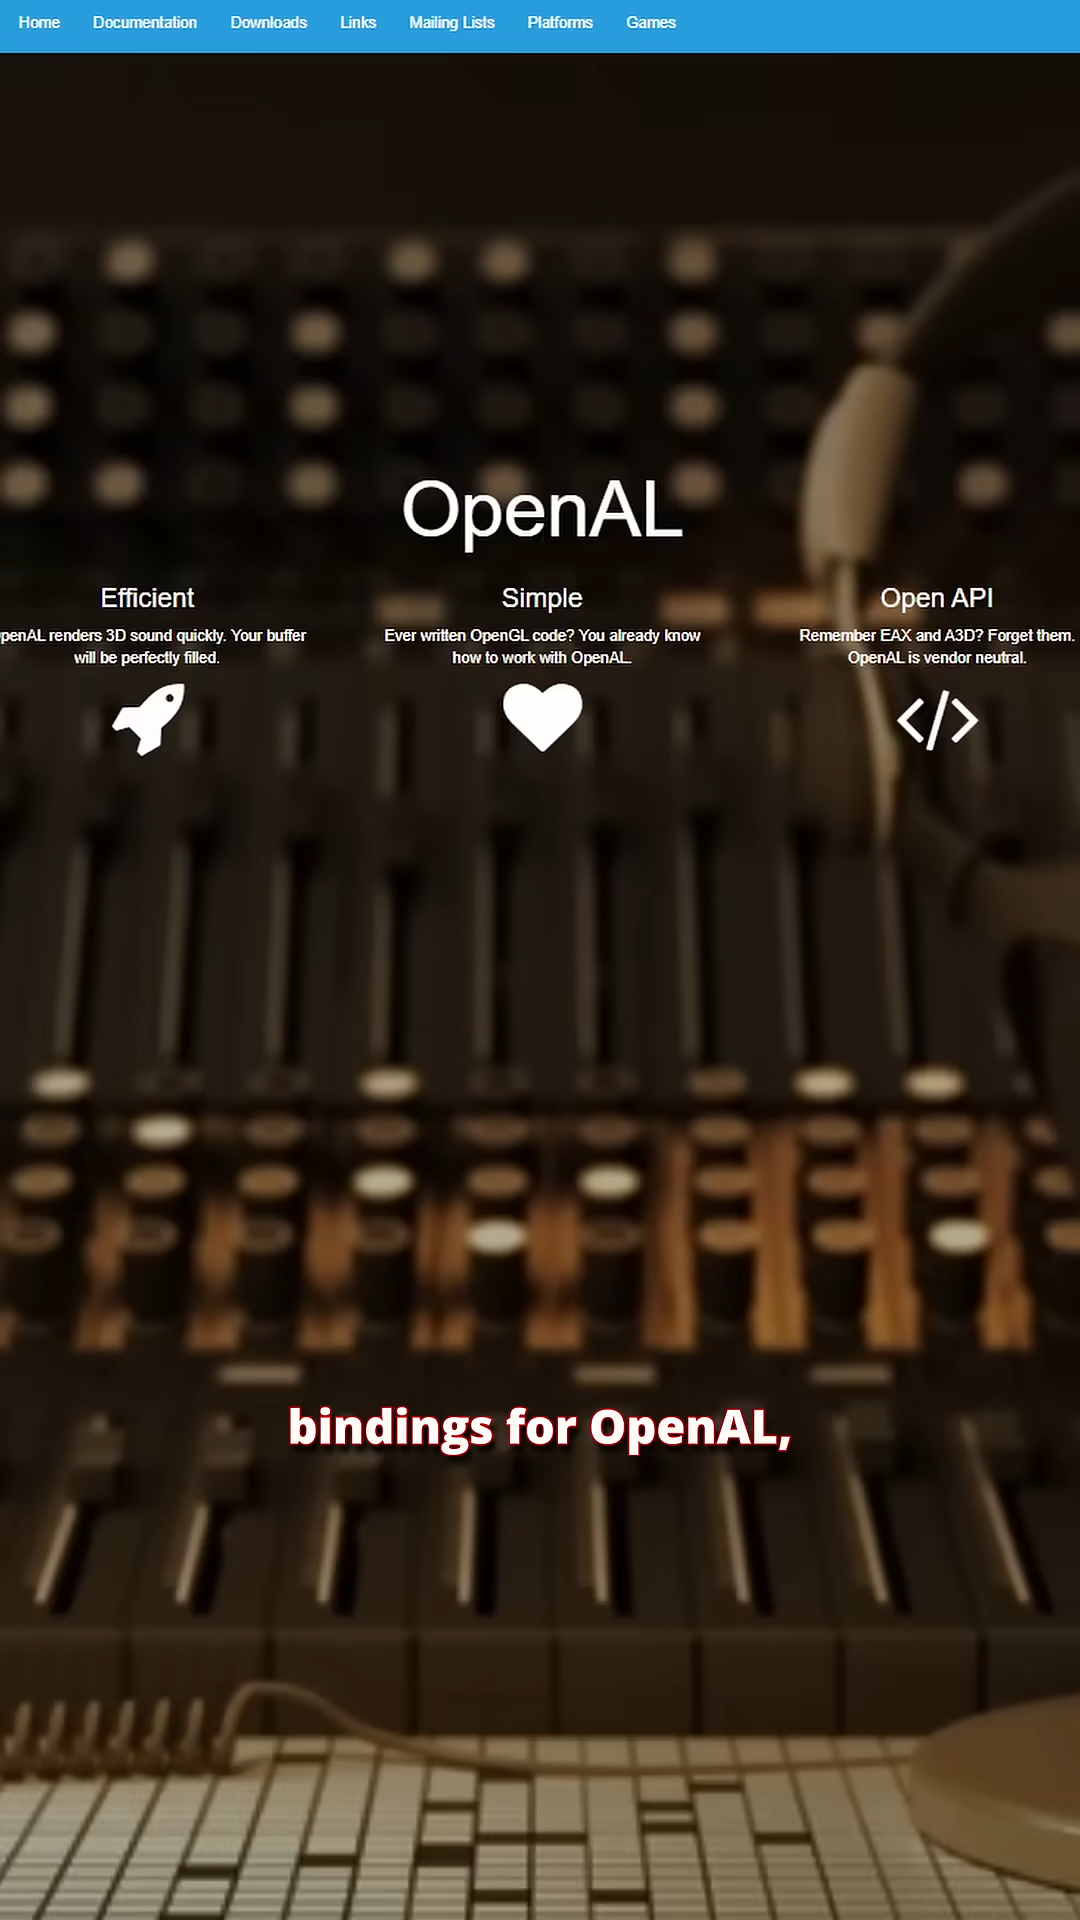 Home Documentation Downloads Links Mailing Lists Platforms Games
OpenAL
Efficient
penAL renders 3D sound quickly. Your buffer
will be perfectly filled.
Simple
Ever written OpenGL code? You already know
how to work with OpenAL.
Open API
Remember EAX and A3D? Forget them.
OpenAL is vendor neutral.
bindings for OpenAL,